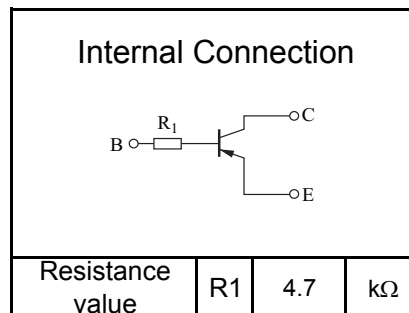 Internal Connection
C
R1
B
E
Resistance value R1 4.7 kΩ